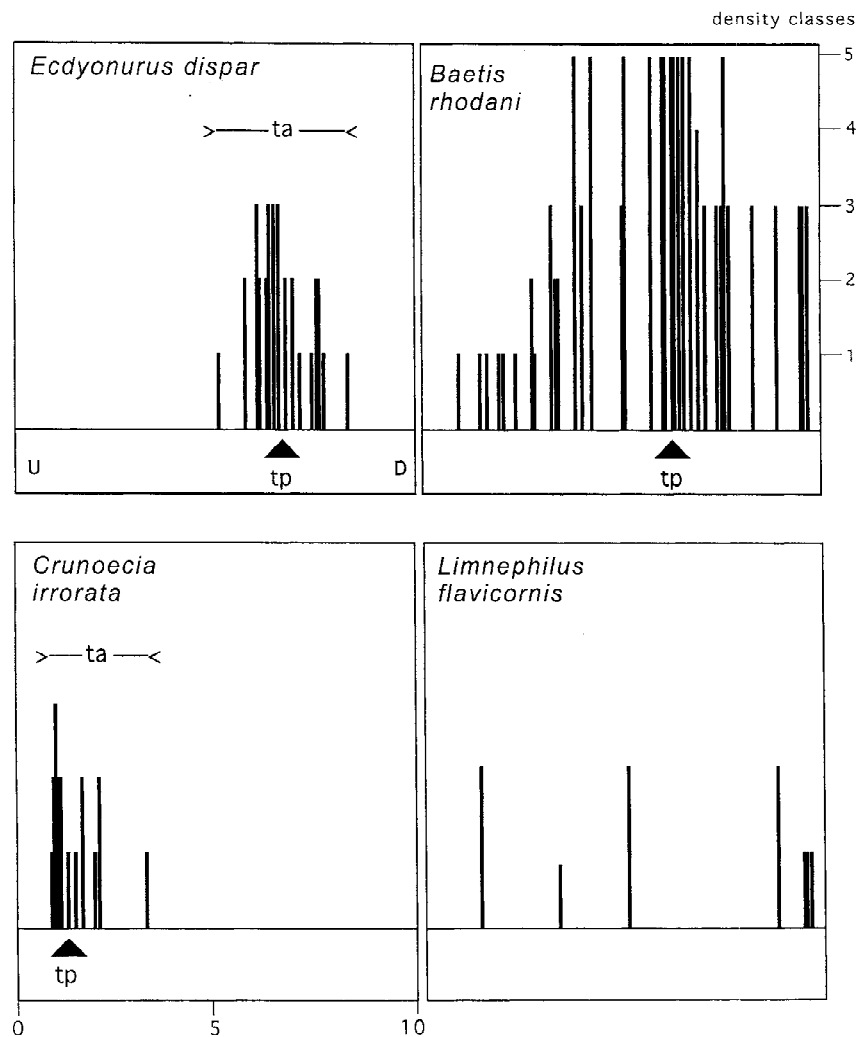 density classes
Ecdyonurus dispar
> ta <
U
tp
D
Baetis
rhodani
5
4
3
2
1
tp
Crunoecia
irrorata
> ta <
tp
Limnephilus
flavicornis
0
5
10